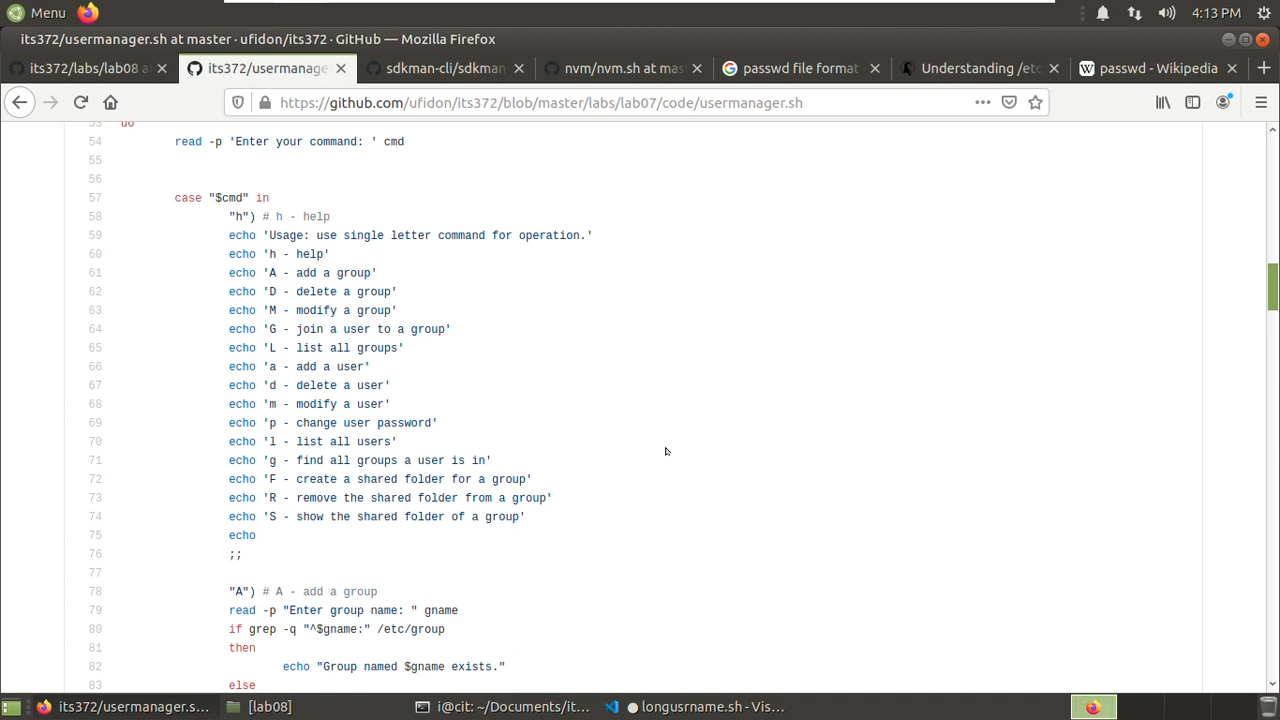 Menu
4:13 PM
its372/usermanager.sh at master · ufidon/its372 · GitHub — Mozilla Firefox
its372/labs/lab08 a
its372/usermanage
sdkman-cli/sdkman
nvm/nvm.sh at mas
passwd file format
Understanding /etc
passwd - Wikipedia
https://github.com/ufidon/its372/blob/master/labs/lab07/code/usermanager.sh
53 do
54 read -p 'Enter your command: ' cmd
55
56
57 case "$cmd" in
58 "h") # h - help
59 echo 'Usage: use single letter command for operation.'
60 echo 'h - help'
61 echo 'A - add a group'
62 echo 'D - delete a group'
63 echo 'M - modify a group'
64 echo 'G - join a user to a group'
65 echo 'L - list all groups'
66 echo 'a - add a user'
67 echo 'd - delete a user'
68 echo 'm - modify a user'
69 echo 'p - change user password'
70 echo 'l - list all users'
71 echo 'g - find all groups a user is in'
72 echo 'F - create a shared folder for a group'
73 echo 'R - remove the shared folder from a group'
74 echo 'S - show the shared folder of a group'
75 echo
76 ;;
77
78 "A") # A - add a group
79 read -p "Enter group name: " gname
80 if grep -q "^$gname:" /etc/group
81 then
82 echo "Group named $gname exists."
83 else
its372/usermanager.s...
[lab08]
i@cit: ~/Documents/it...
● longusrname.sh - Vis...